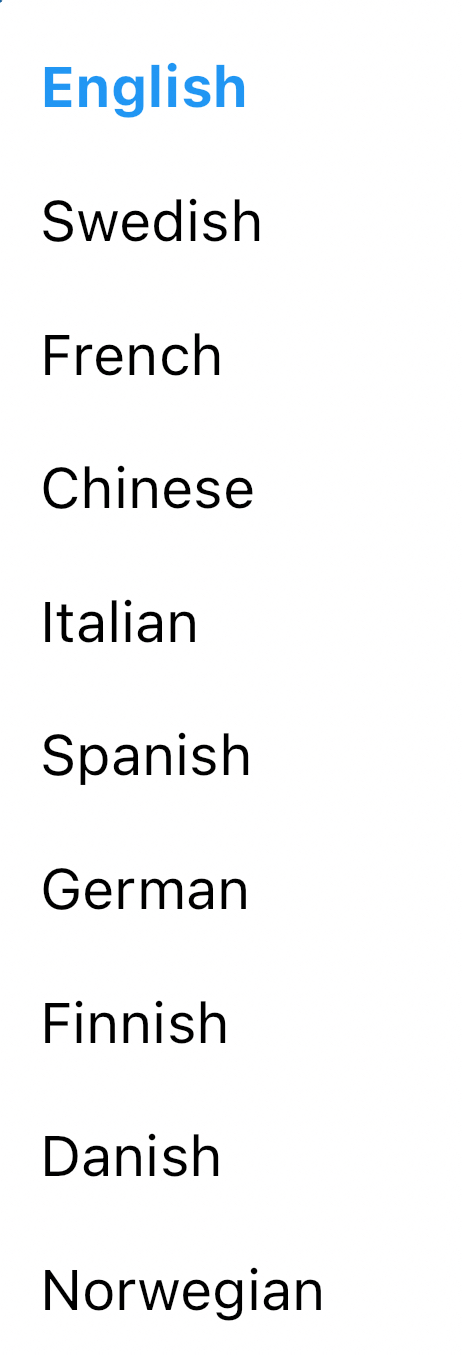 English
Swedish
French
Chinese
Italian
Spanish
German
Finnish
Danish
Norwegian